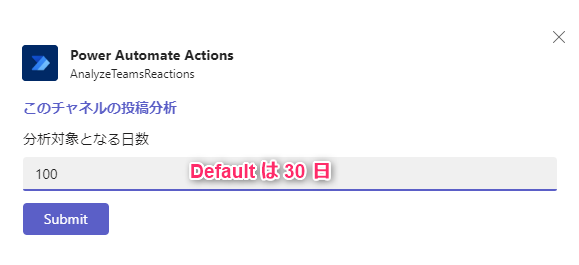 Power Automate Actions
AnalyzeTeamsReactions
このチャネルの投稿分析
分析対象となる日数
100 Default は 30 日
Submit